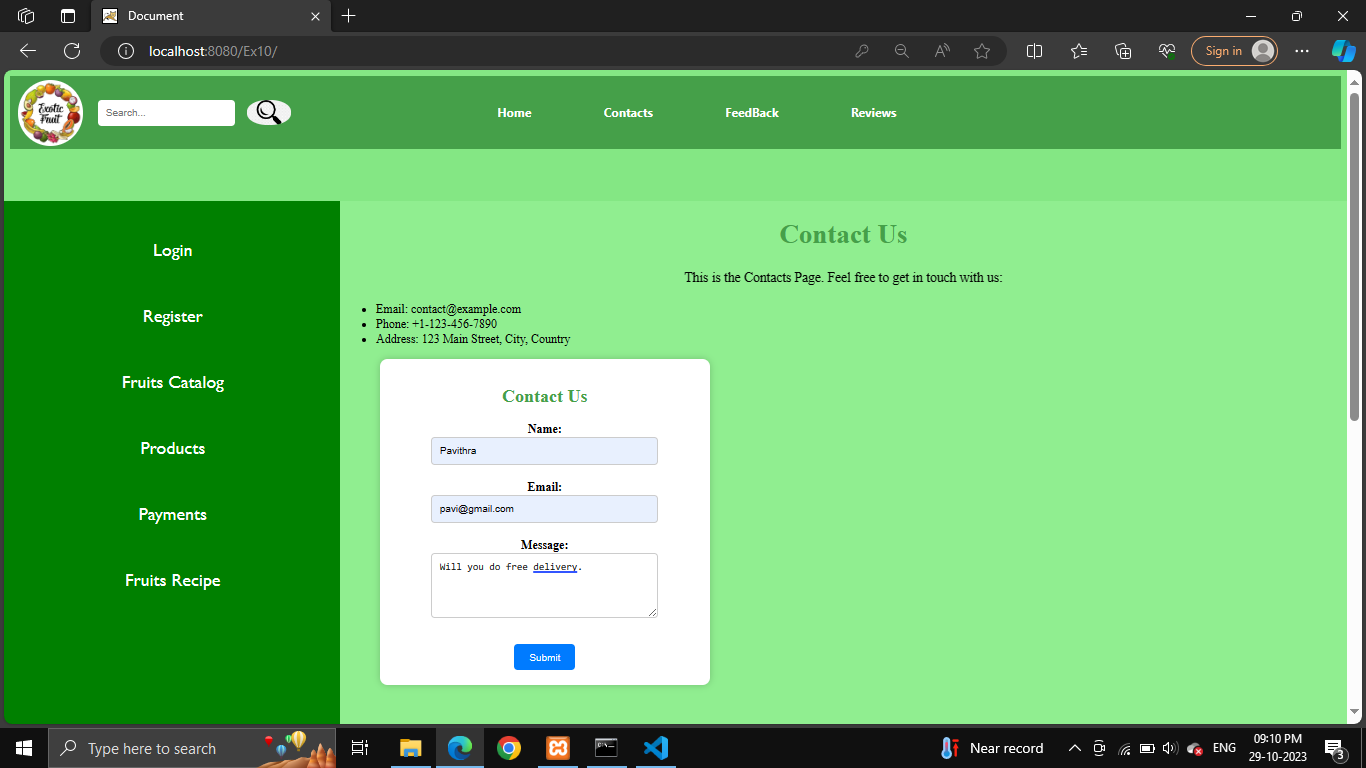 Document
localhost:8080/Ex10/
Sign in
Exotic
Fruit
Search...
Home
Contacts
FeedBack
Reviews
Login
Register
Fruits Catalog
Products
Payments
Fruits Recipe
Contact Us
This is the Contacts Page. Feel free to get in touch with us:
• Email: contact@example.com
• Phone: +1-123-456-7890
• Address: 123 Main Street, City, Country
Contact Us
Name:
Pavithra
Email:
pavi@gmail.com
Message:
Will you do free delivery.
Submit
Type here to search
Near record
ENG
09:10 PM
29-10-2023
3